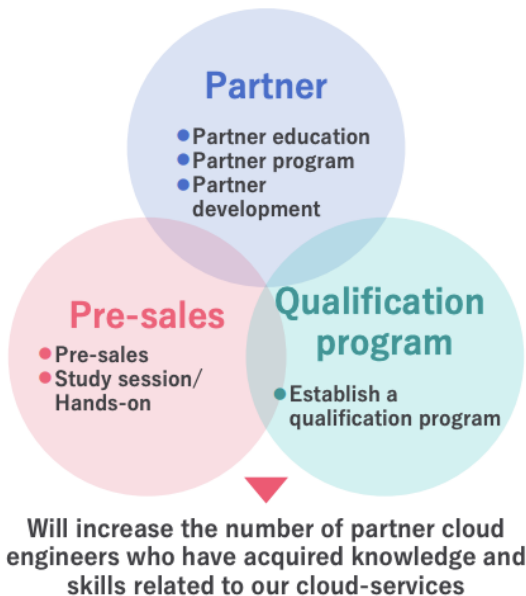 Partner
●Partner education
●Partner program
●Partner
development
Pre-sales
●Pre-sales
●Study session/
Hands-on
Qualification
program
●Establish a
qualification program
Will increase the number of partner cloud
engineers who have acquired knowledge and
skills related to our cloud-services